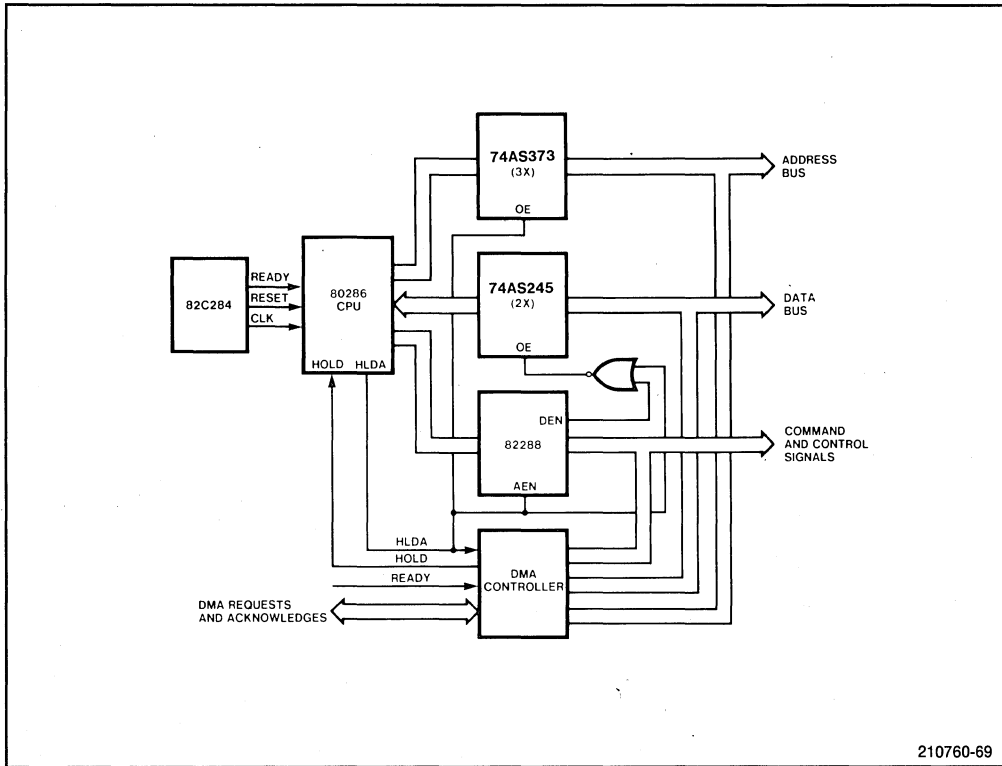 74AS373
(3X)
OE
ADDRESS
BUS
82C284
READY
RESET
CLK
80286
CPU
HOLD HLDA
74AS245
(2X)
OE
DATA
BUS
DEN
82288
AEN
COMMAND
AND CONTROL
SIGNALS
HLDA
HOLD
READY
DMA
CONTROLLER
DMA REQUESTS
AND ACKNOWLEDGES
210760-69